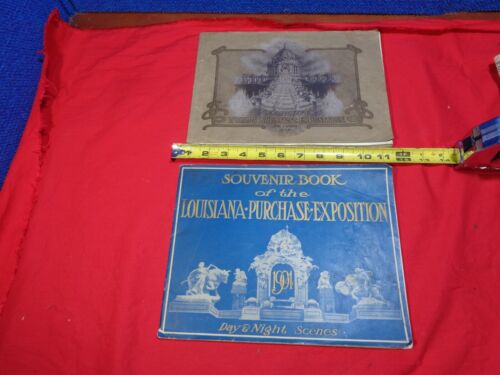 2 3 4 5 6 7 8 9 10 11
SOUVENIR BOOK
of the
LOUISIANA·PURCHASE·EXPOSITION
1904
Day & Night Scenes